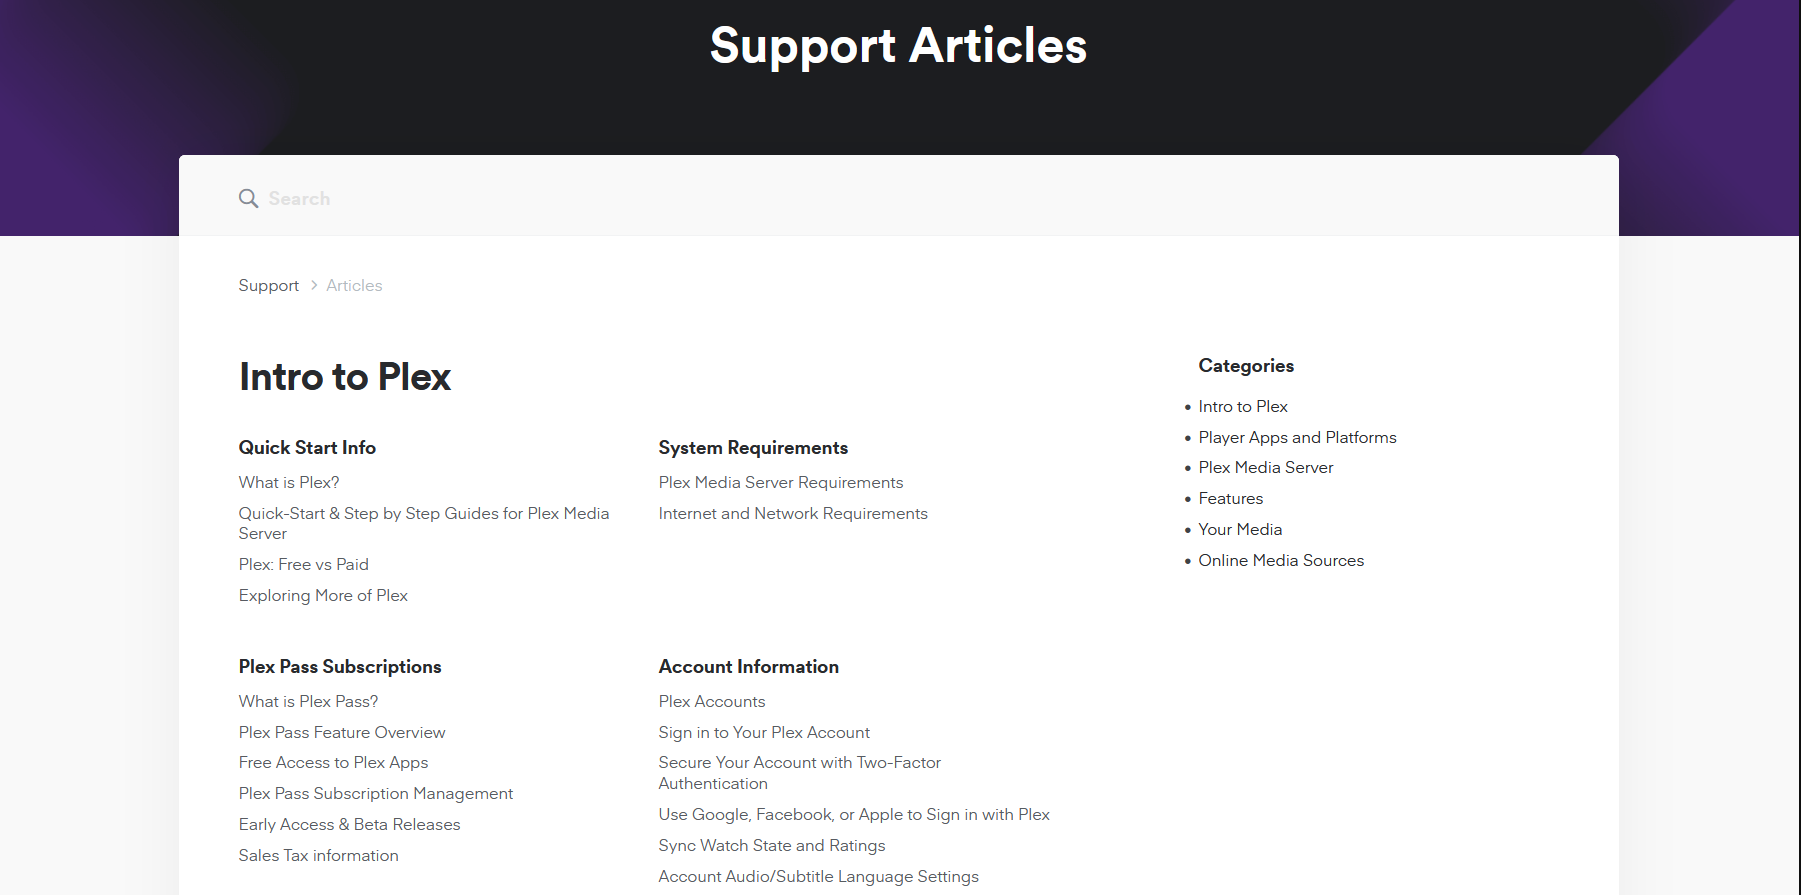 Support Articles
Search
Support > Articles
Intro to Plex
Quick Start Info
What is Plex?
Quick-Start & Step by Step Guides for Plex Media
Server
Plex: Free vs Paid
Exploring More of Plex
System Requirements
Plex Media Server Requirements
Internet and Network Requirements
Plex Pass Subscriptions
What is Plex Pass?
Plex Pass Feature Overview
Free Access to Plex Apps
Plex Pass Subscription Management
Early Access & Beta Releases
Sales Tax information
Account Information
Plex Accounts
Sign in to Your Plex Account
Secure Your Account with Two-Factor
Authentication
Use Google, Facebook, or Apple to Sign in with Plex
Sync Watch State and Ratings
Account Audio/Subtitle Language Settings
Categories
• Intro to Plex
• Player Apps and Platforms
• Plex Media Server
• Features
• Your Media
• Online Media Sources